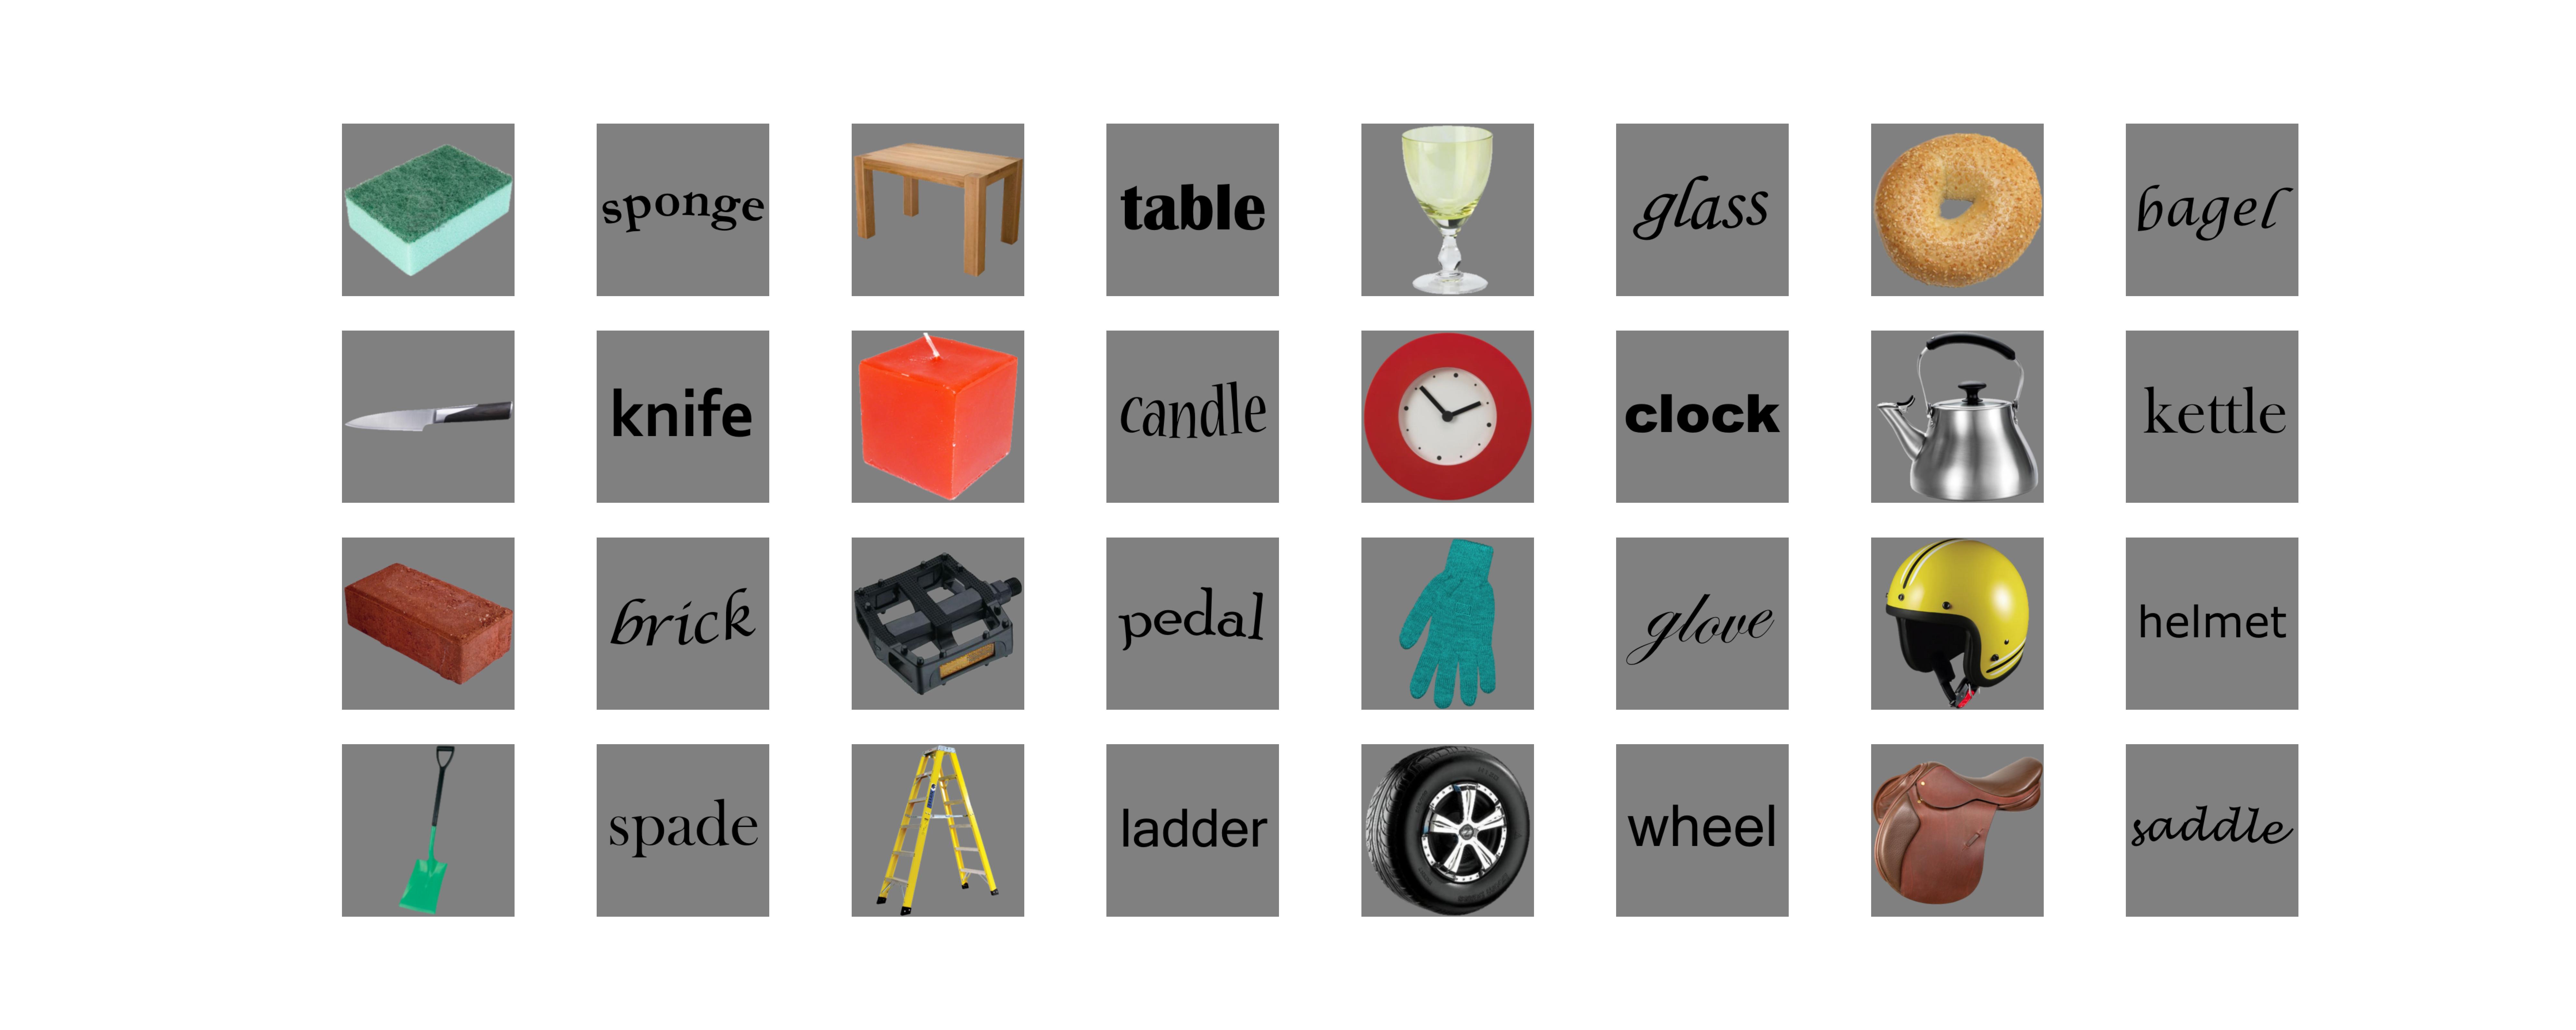 sponge table glass bagel
knife candle clock kettle
brick pedal glove helmet
spade ladder wheel saddle